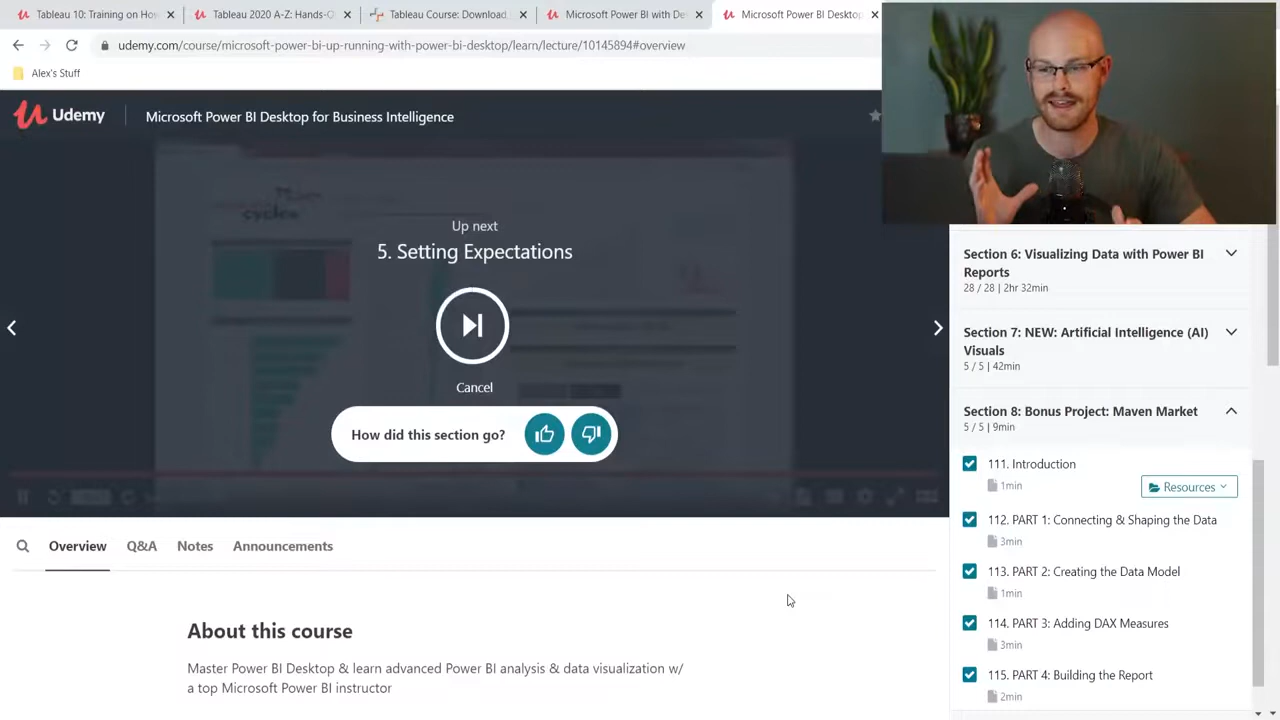 Tableau 10: Training on How
Tableau 2020 A-Z: Hands-O
Tableau Course: Download.
Microsoft Power BI with De
Microsoft Power BI Desktop
udemy.com/course/microsoft-power-bi-up-running-with-power-bi-desktop/learn/lecture/10145894#overview
Alex's Stuff
Udemy
Microsoft Power BI Desktop for Business Intelligence
cycles
Up next
5. Setting Expectations
Cancel
How did this section go?
Overview
Q&A
Notes
Announcements
About this course
Master Power BI Desktop & learn advanced Power BI analysis & data visualization w/
a top Microsoft Power BI instructor
Section 6: Visualizing Data with Power BI
Reports
28 / 28 | 2hr 32min
Section 7: NEW: Artificial Intelligence (AI)
Visuals
5 / 5 | 42min
Section 8: Bonus Project: Maven Market
5 / 5 | 9min
111. Introduction
1min
Resources
112. PART 1: Connecting & Shaping the Data
3min
113. PART 2: Creating the Data Model
1min
114. PART 3: Adding DAX Measures
3min
115. PART 4: Building the Report
2min